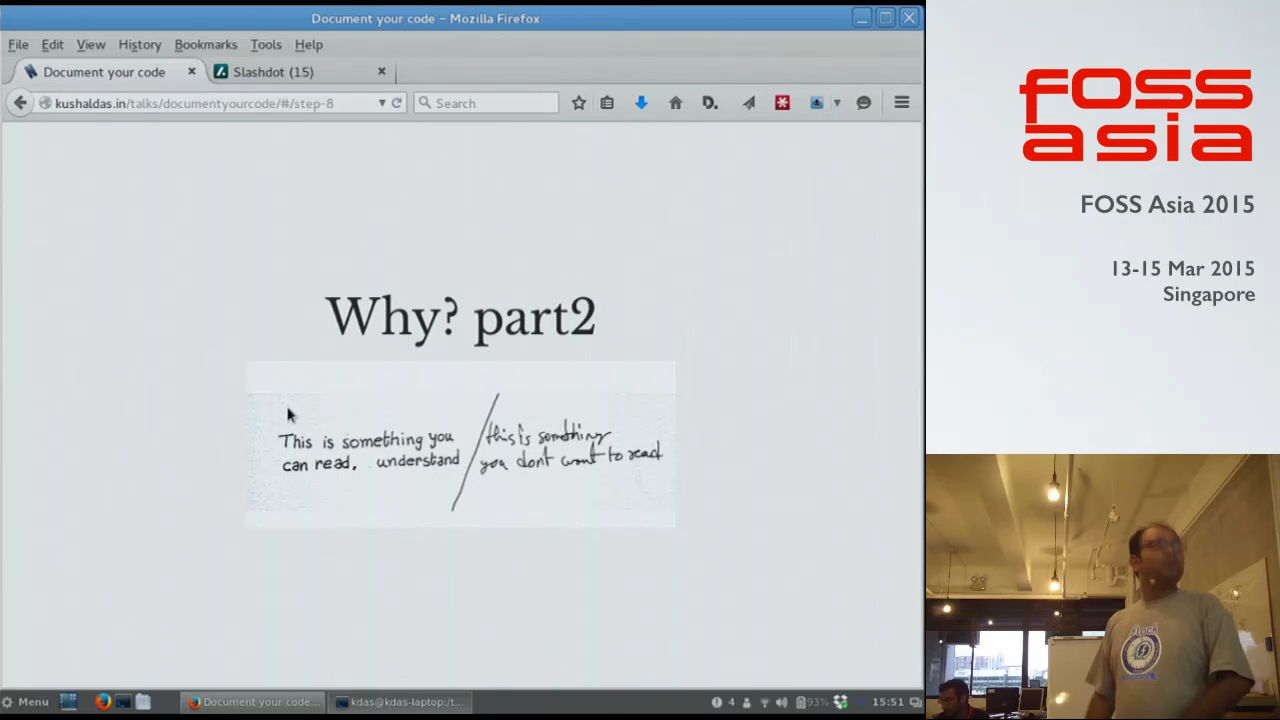 Document your code - Mozilla Firefox
File Edit View History Bookmarks Tools Help
Document your code
Slashdot (15)
kushaldas.in/talks/documentyourcode/#/step-8
Search
D.
Why? part2
This is something you
can read, understand
this is something
you dont want to read
Menu
Document your code...
kdas@kdas-laptop:/t...
4
93%
15:51
FOSS
asia
FOSS Asia 2015
13-15 Mar 2015
Singapore
flock